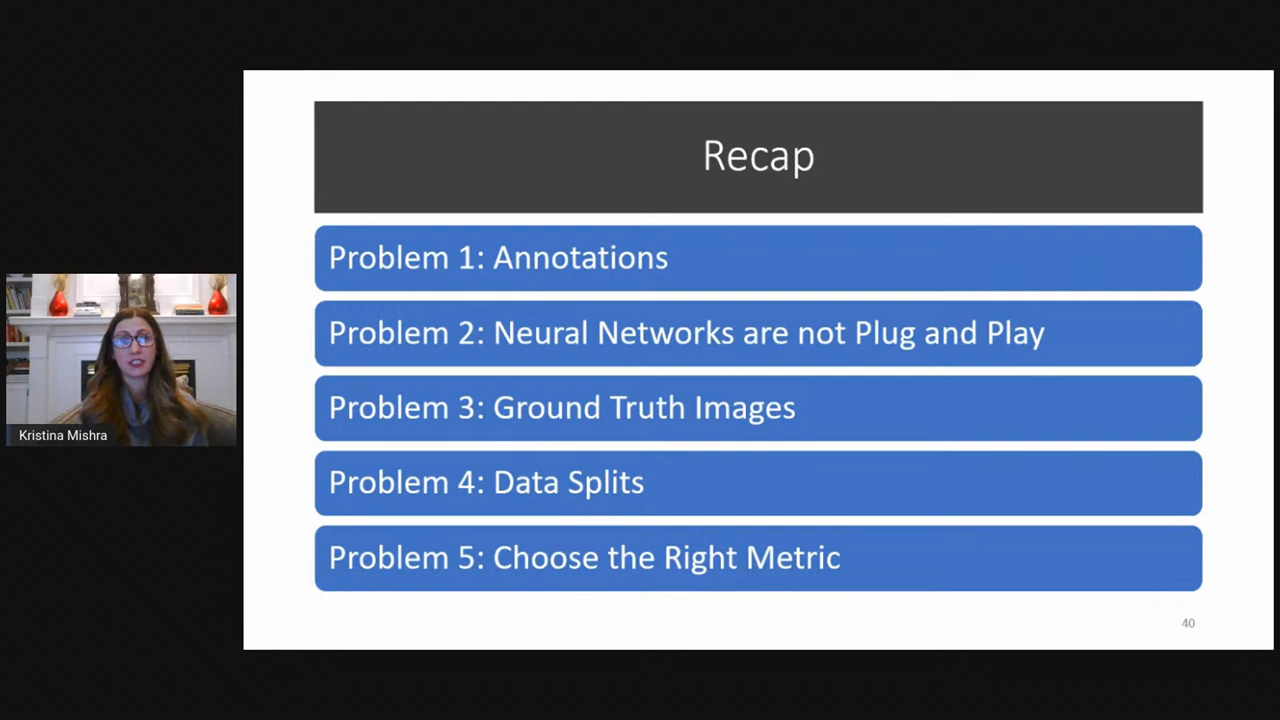 Recap
Problem 1: Annotations
Problem 2: Neural Networks are not Plug and Play
Problem 3: Ground Truth Images
Problem 4: Data Splits
Problem 5: Choose the Right Metric
40
Kristina Mishra